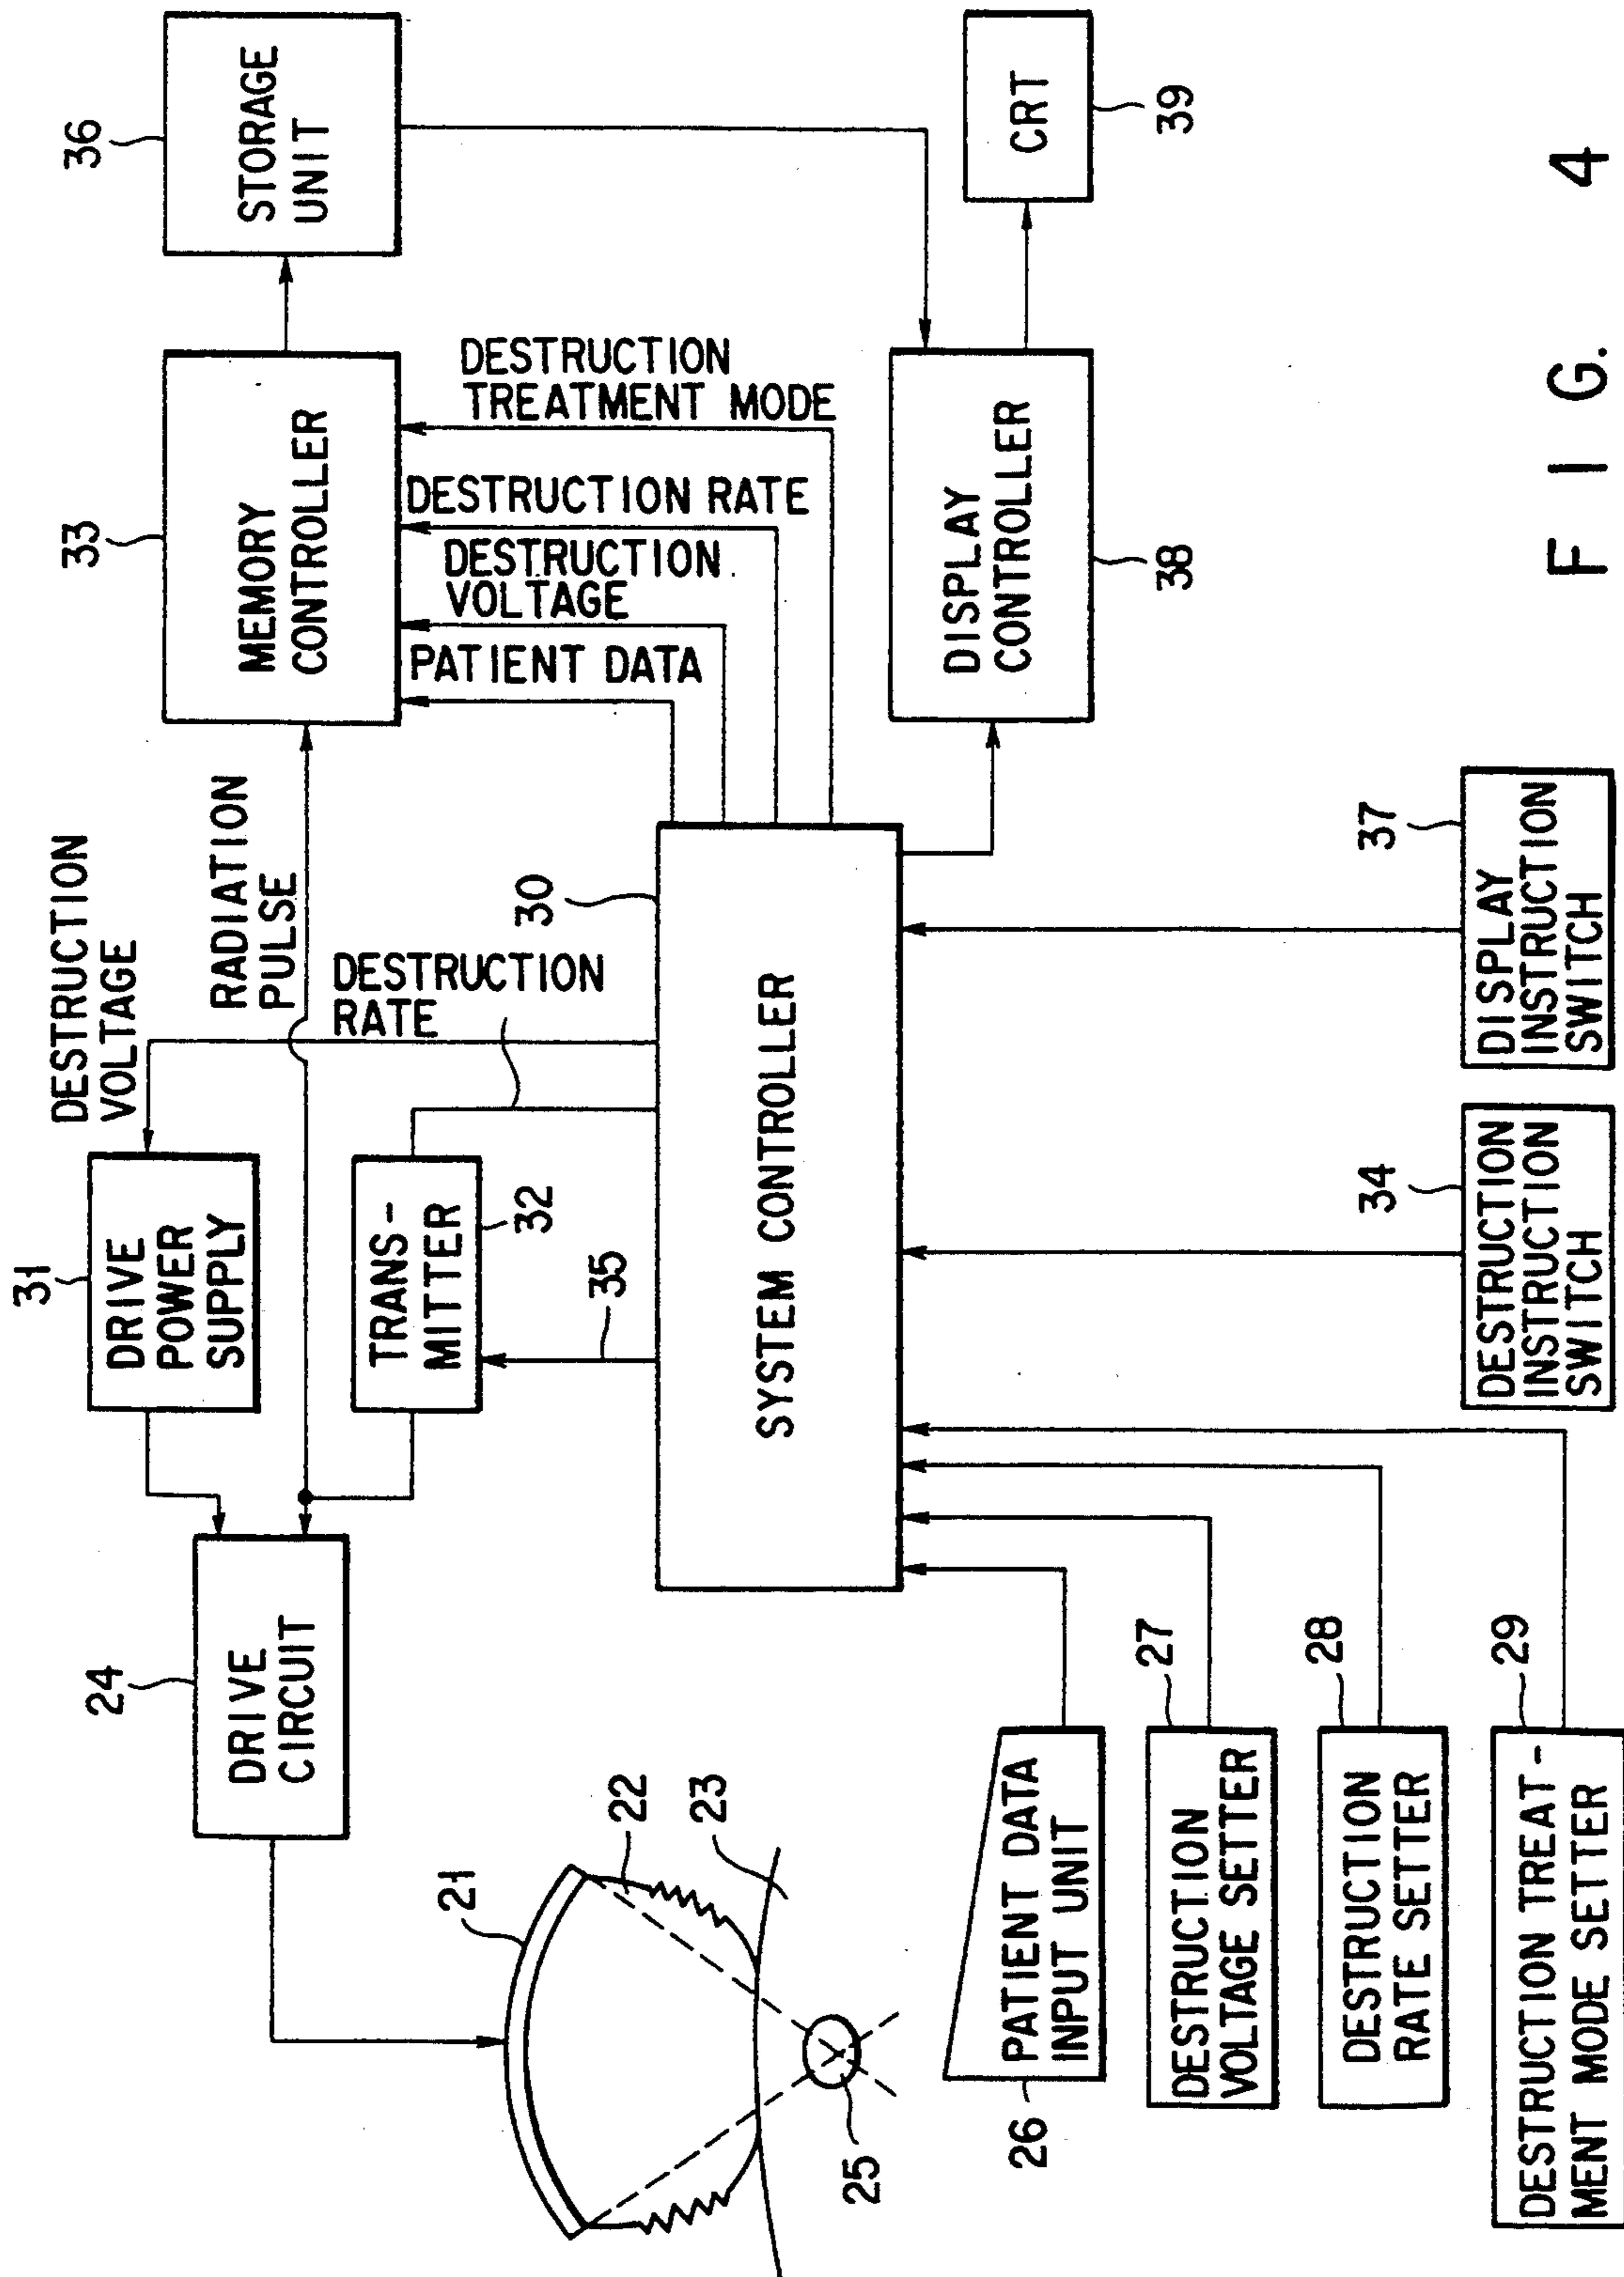 21
22
23
25
24
DRIVE
CIRCUIT
31
DRIVE
POWER
SUPPLY
DESTRUCTION
VOLTAGE
TRANS-
MITTER
32
35
RADIATION
PULSE
DESTRUCTION
RATE
30
SYSTEM CONTROLLER
33
MEMORY
CONTROLLER
36
STORAGE
UNIT
DESTRUCTION
TREATMENT MODE
DESTRUCTION RATE
DESTRUCTION
VOLTAGE
PATIENT DATA
26
PATIENT DATA
INPUT UNIT
27
DESTRUCTION
VOLTAGE SETTER
28
DESTRUCTION
RATE SETTER
29
DESTRUCTION TREAT-
MENT MODE SETTER
34
DESTRUCTION
INSTRUCTION
SWITCH
37
DISPLAY
INSTRUCTION
SWITCH
DISPLAY
CONTROLLER
38
CRT
39
FIG. 4